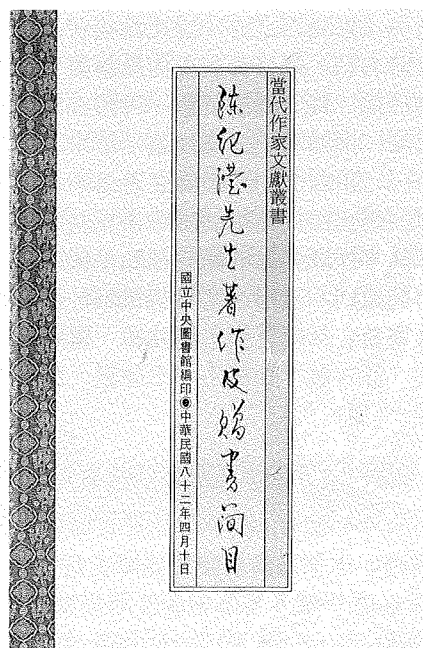 當代作家文獻叢書
陳紀瀅先生著作及贈書簡目
國立中央圖書館編印 中華民國八十二年四月十日